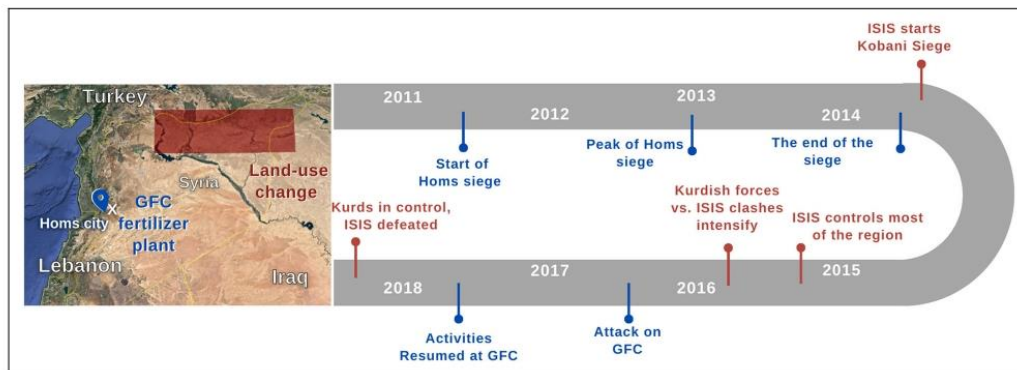 Turkey
Syria
Land-use
change
GFC
fertilizer
plant
X
Homs city
Lebanon
Iraq
ISIS starts
Kobani Siege
2011
2012
2013
2014
Start of
Homs siege
Peak of Homs
siege
The end of the
siege
Kurds in control,
ISIS defeated
Kurdish forces
vs. ISIS clashes
intensify
ISIS controls most
of the region
2018
2017
2016
2015
Activities
Resumed at GFC
Attack on
GFC